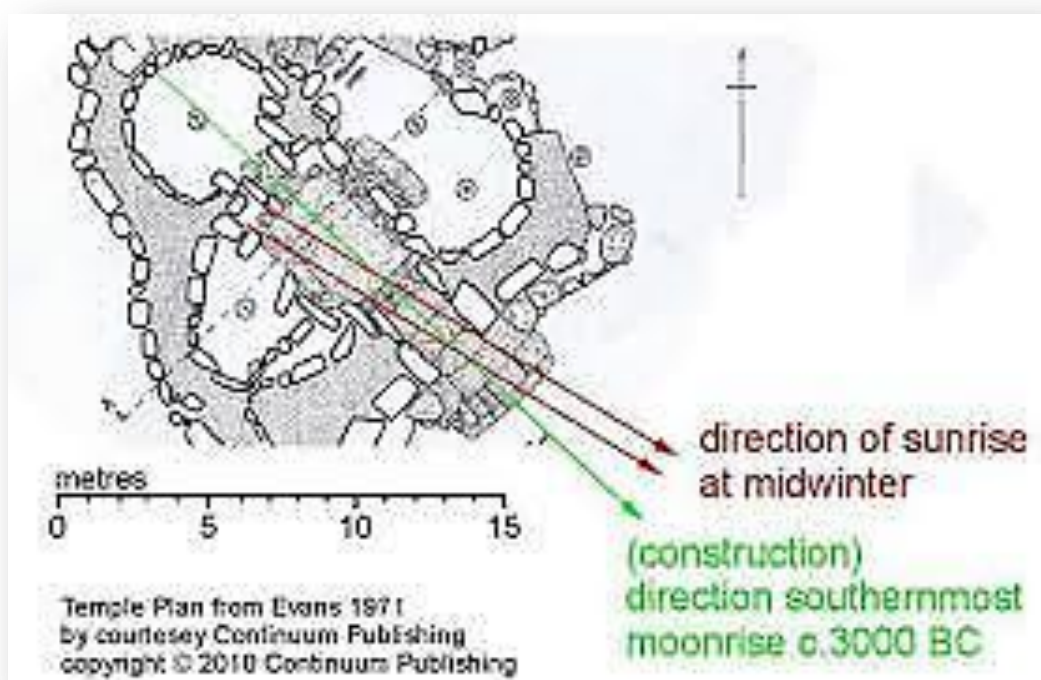 direction of sunrise
at midwinter
metres
0 5 10 15
(construction)
direction southernmost
moonrise c.3000 BC
Temple Plan from Evans 1971
by courtesey Continuum Publishing
copyright © 2010 Continuum Publishing